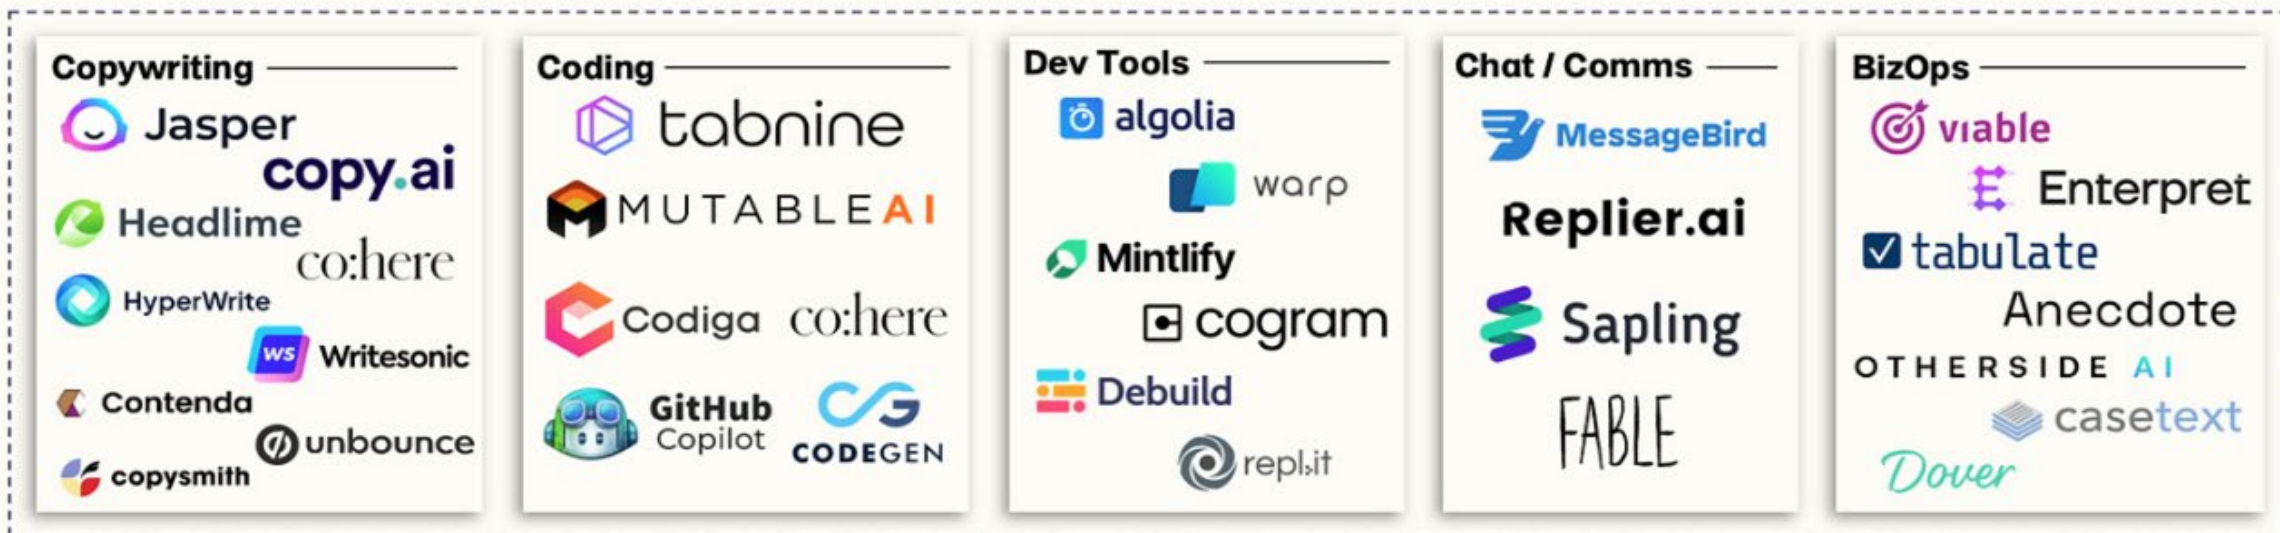 Copywriting
Jasper
copy.ai
Headlime
co:here
HyperWrite
WS Writesonic
Contenda
unbounce
copysmith
Coding
tabnine
MUTABLEAI
Codiga
co:here
GitHub
Copilot
CODEGEN
Dev Tools
algolia
warp
Mintlify
cogram
Debuild
repl.it
Chat / Comms
MessageBird
Replier.ai
Sapling
FABLE
BizOps
viable
Enterpret
tabulate
Anecdote
OTHERSIDE AI
casetext
Dover